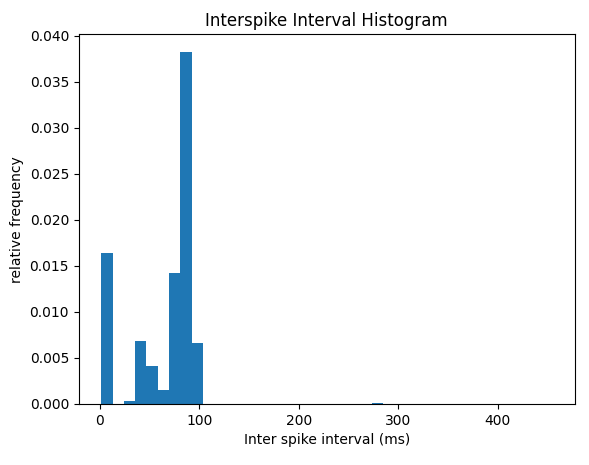 Interspike Interval Histogram
relative frequency
0.040
0.035
0.030
0.025
0.020
0.015
0.010
0.005
0.000
0 100 200 300 400
Inter spike interval (ms)